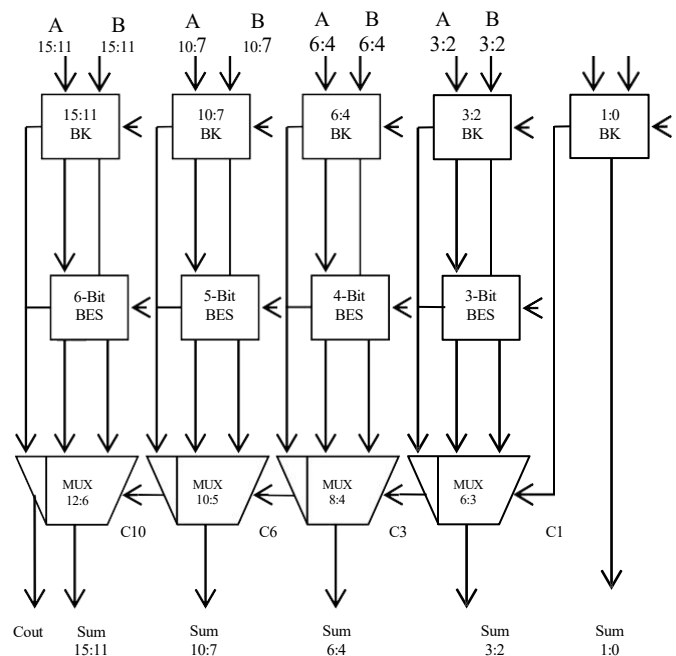 A B A B A B A B
15:11 15:11 10:7 10:7 6:4 6:4 3:2 3:2
15:11 10:7 6:4 3:2 1:0
BK BK BK BK BK
6-Bit 5-Bit 4-Bit 3-Bit
BES BES BES BES
MUX MUX MUX MUX
12:6 10:5 8:4 6:3
C10 C6 C3 C1
Cout Sum Sum Sum Sum Sum
15:11 10:7 6:4 3:2 1:0